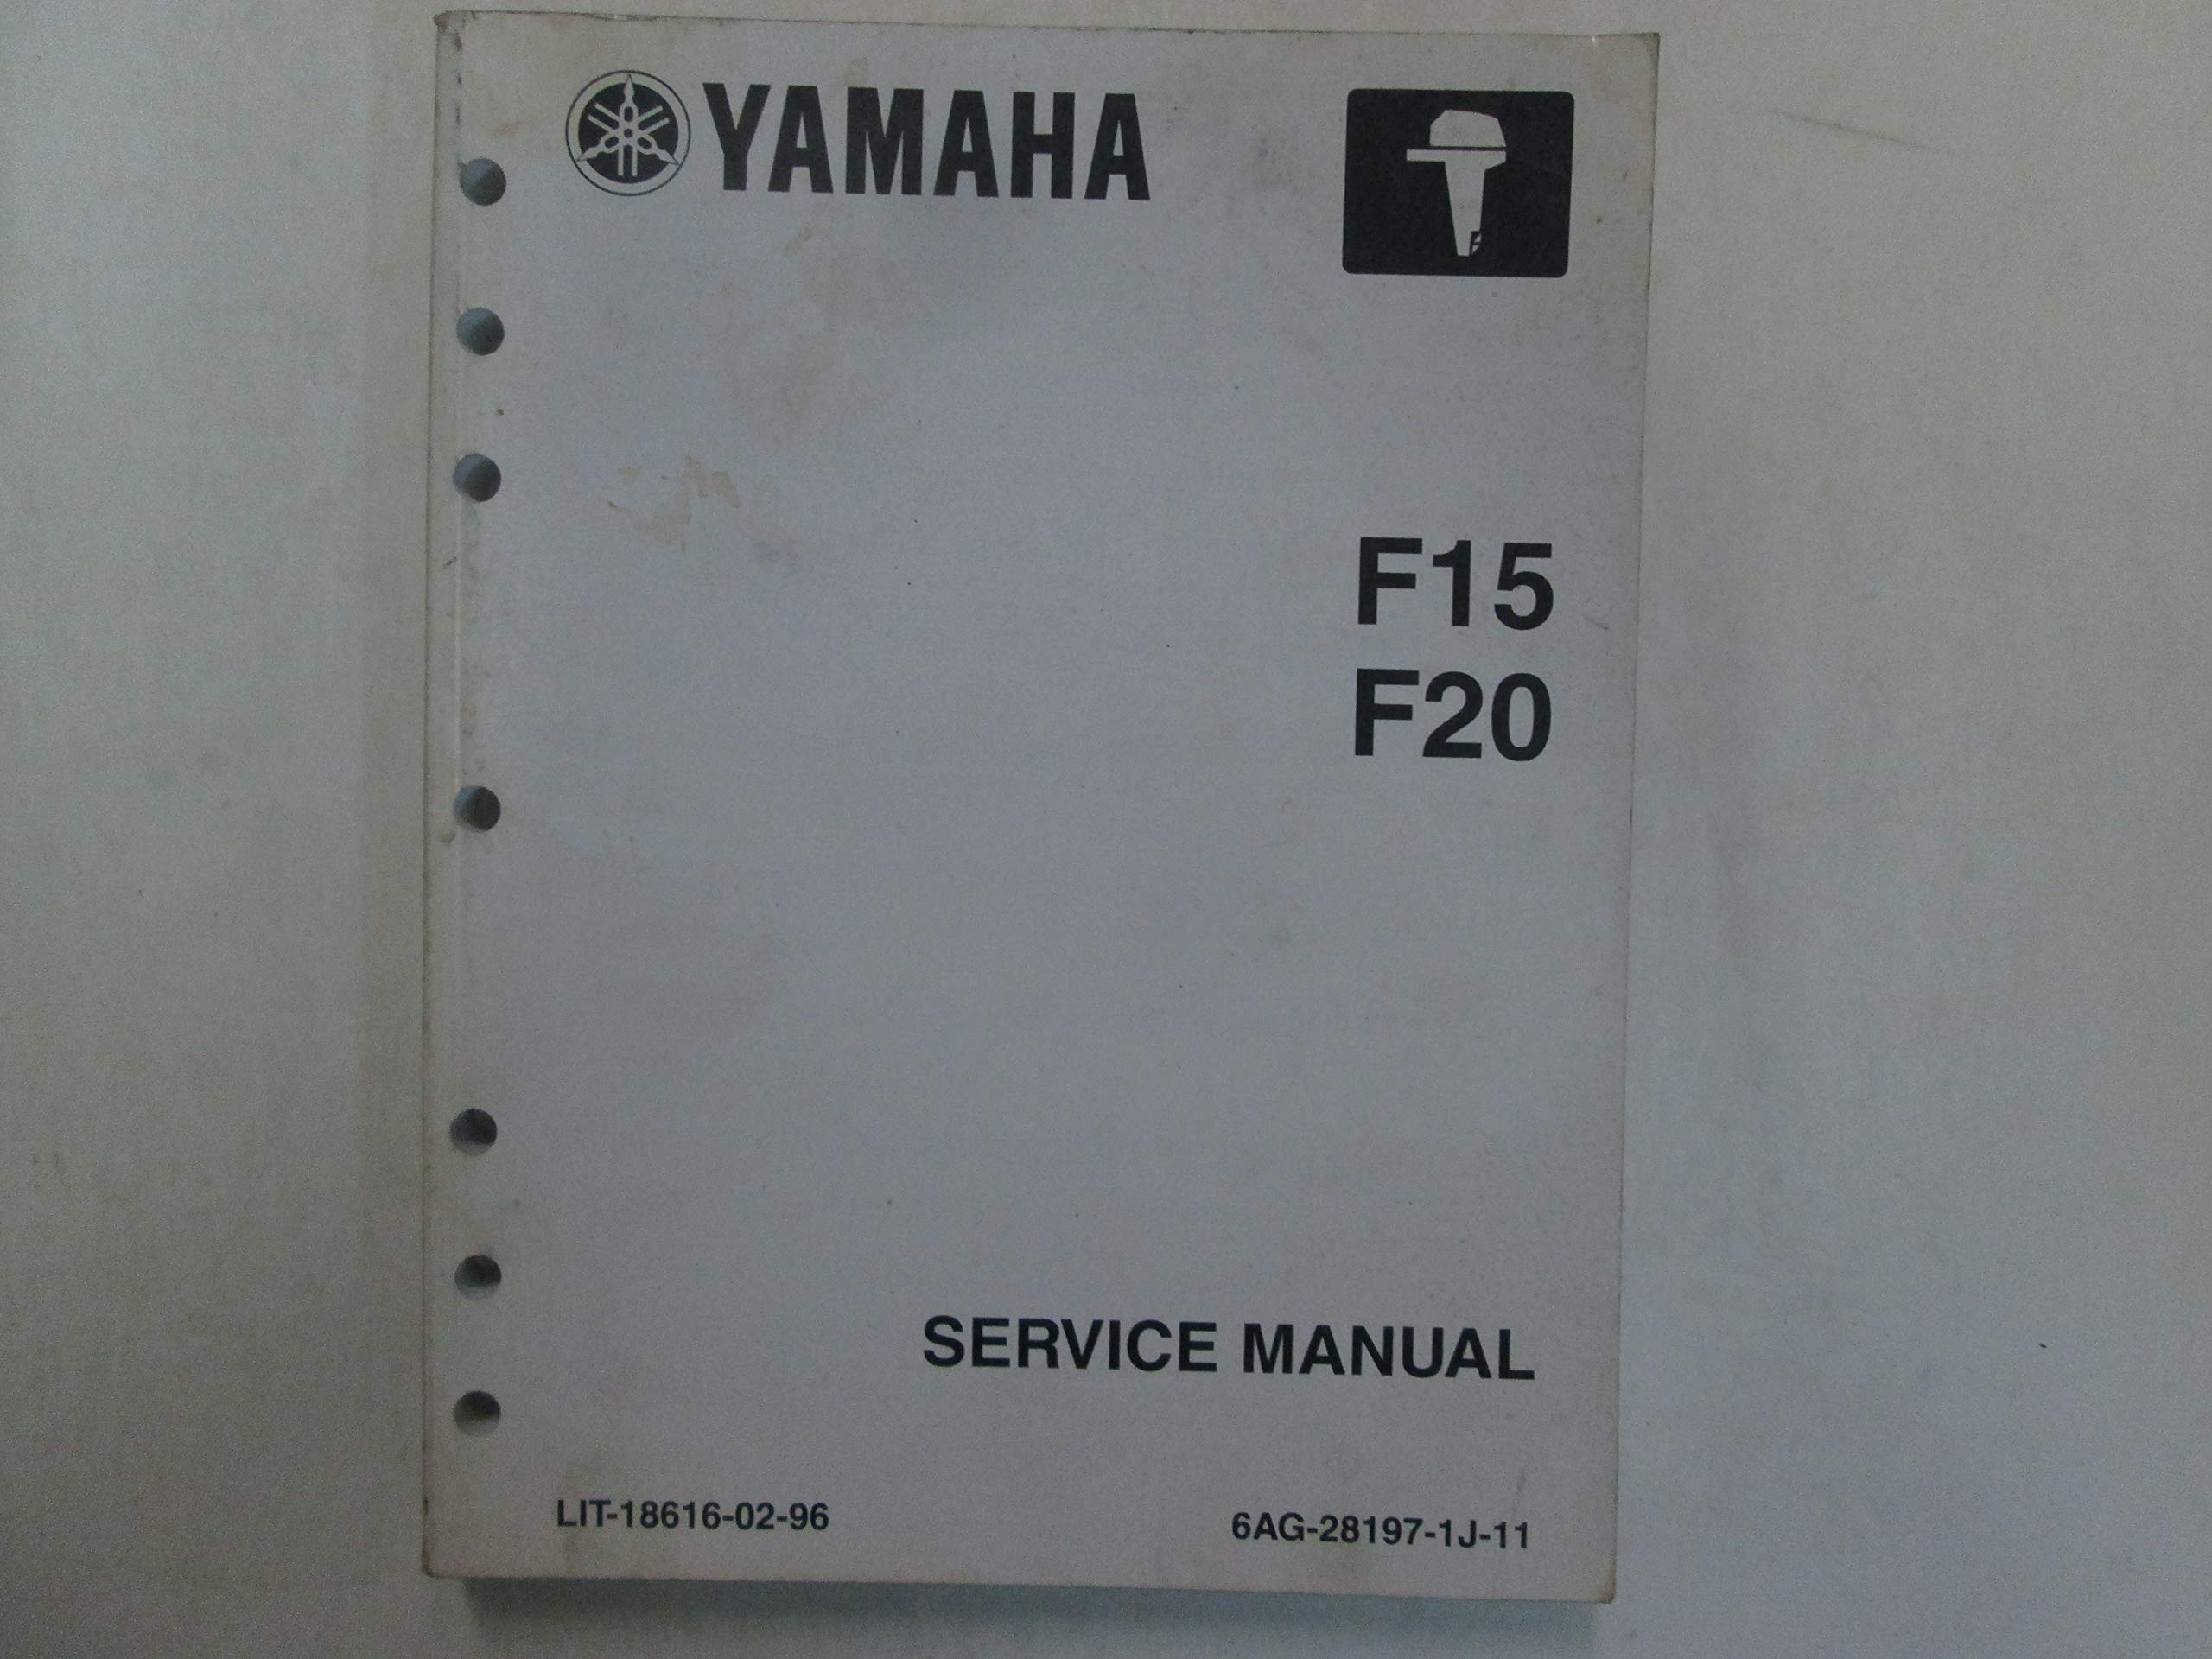 YAMAHA
F15
F20
SERVICE MANUAL
LIT-18616-02-96
6AG-28197-1J-11